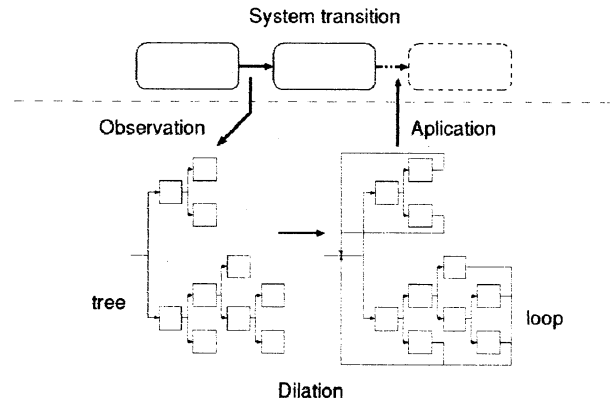 System transition
Observation
Aplication
tree
loop
Dilation